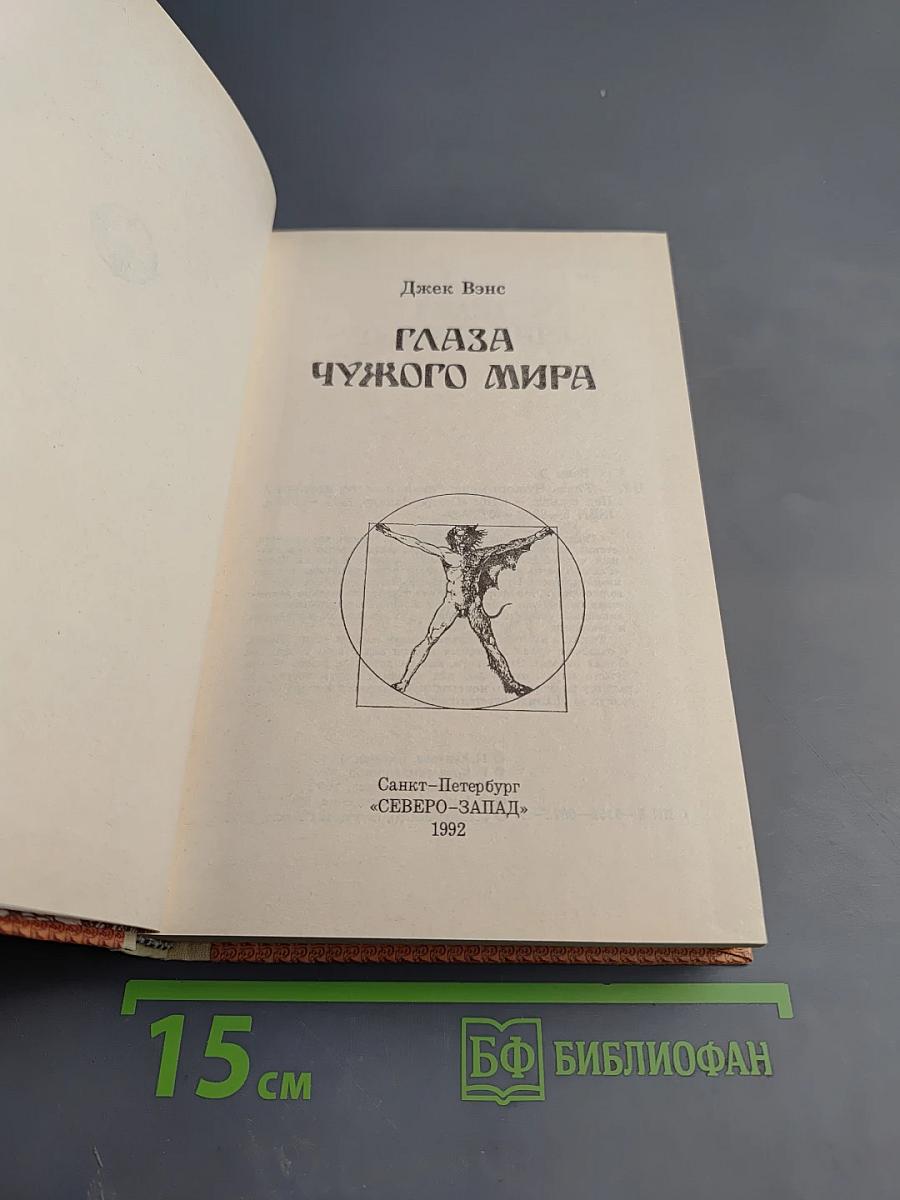 Джек Вэнс
ГЛАЗА
ЧУЖОГО МИРА
Санкт-Петербург
«СЕВЕРО-ЗАПАД»
1992
15 см
БФ БИБЛИОФАН